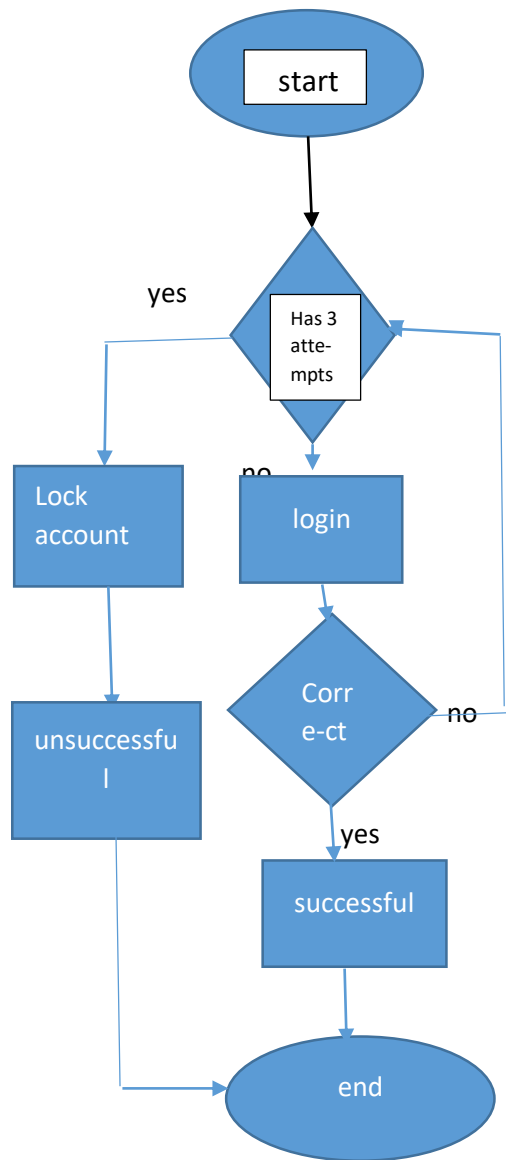 start
yes
Has 3
atte-
mpts
no
Lock
account
login
Corr
e-ct
no
unsuccessfu
l
yes
successful
end